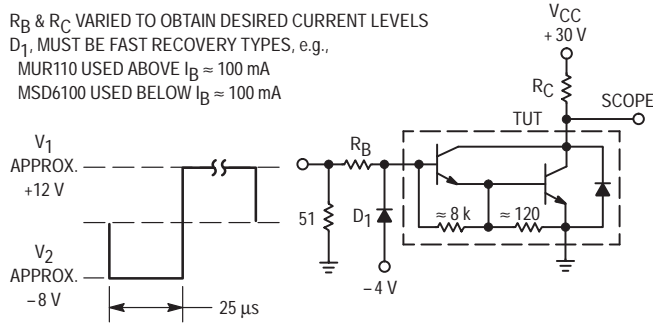 RB & RC VARIED TO OBTAIN DESIRED CURRENT LEVELS
D1, MUST BE FAST RECOVERY TYPES, e.g.,
MUR110 USED ABOVE IB ≈ 100 mA
MSD6100 USED BELOW IB ≈ 100 mA
VCC
+ 30 V
RC
SCOPE
TUT
V1
APPROX.
+12 V
RB
51
D1
≈ 8 k
≈ 120
V2
APPROX.
– 8 V
– 4 V
25 µs